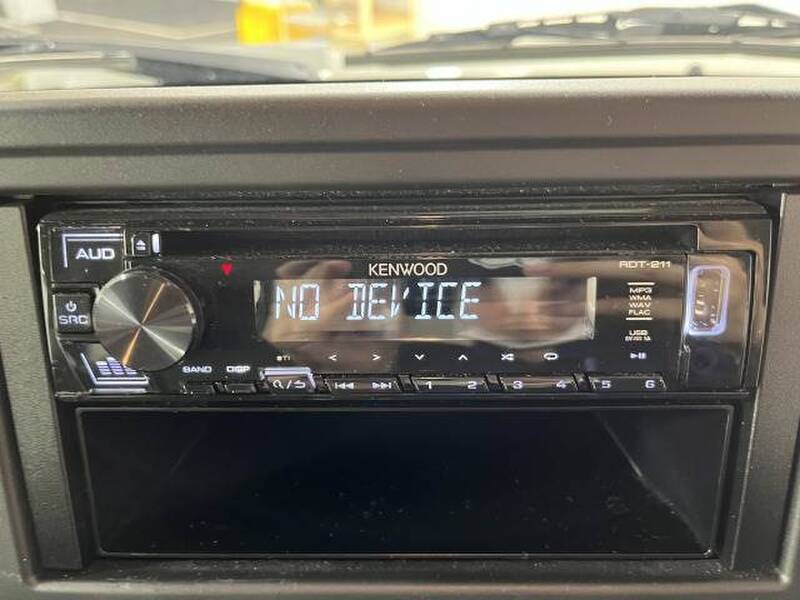 AUD
KENWOOD
RDT-211
NO DEVICE
MP3
WMA
WAV
FLAC
SRC
USB
BAND
DISP
1
2
3
4
5
6